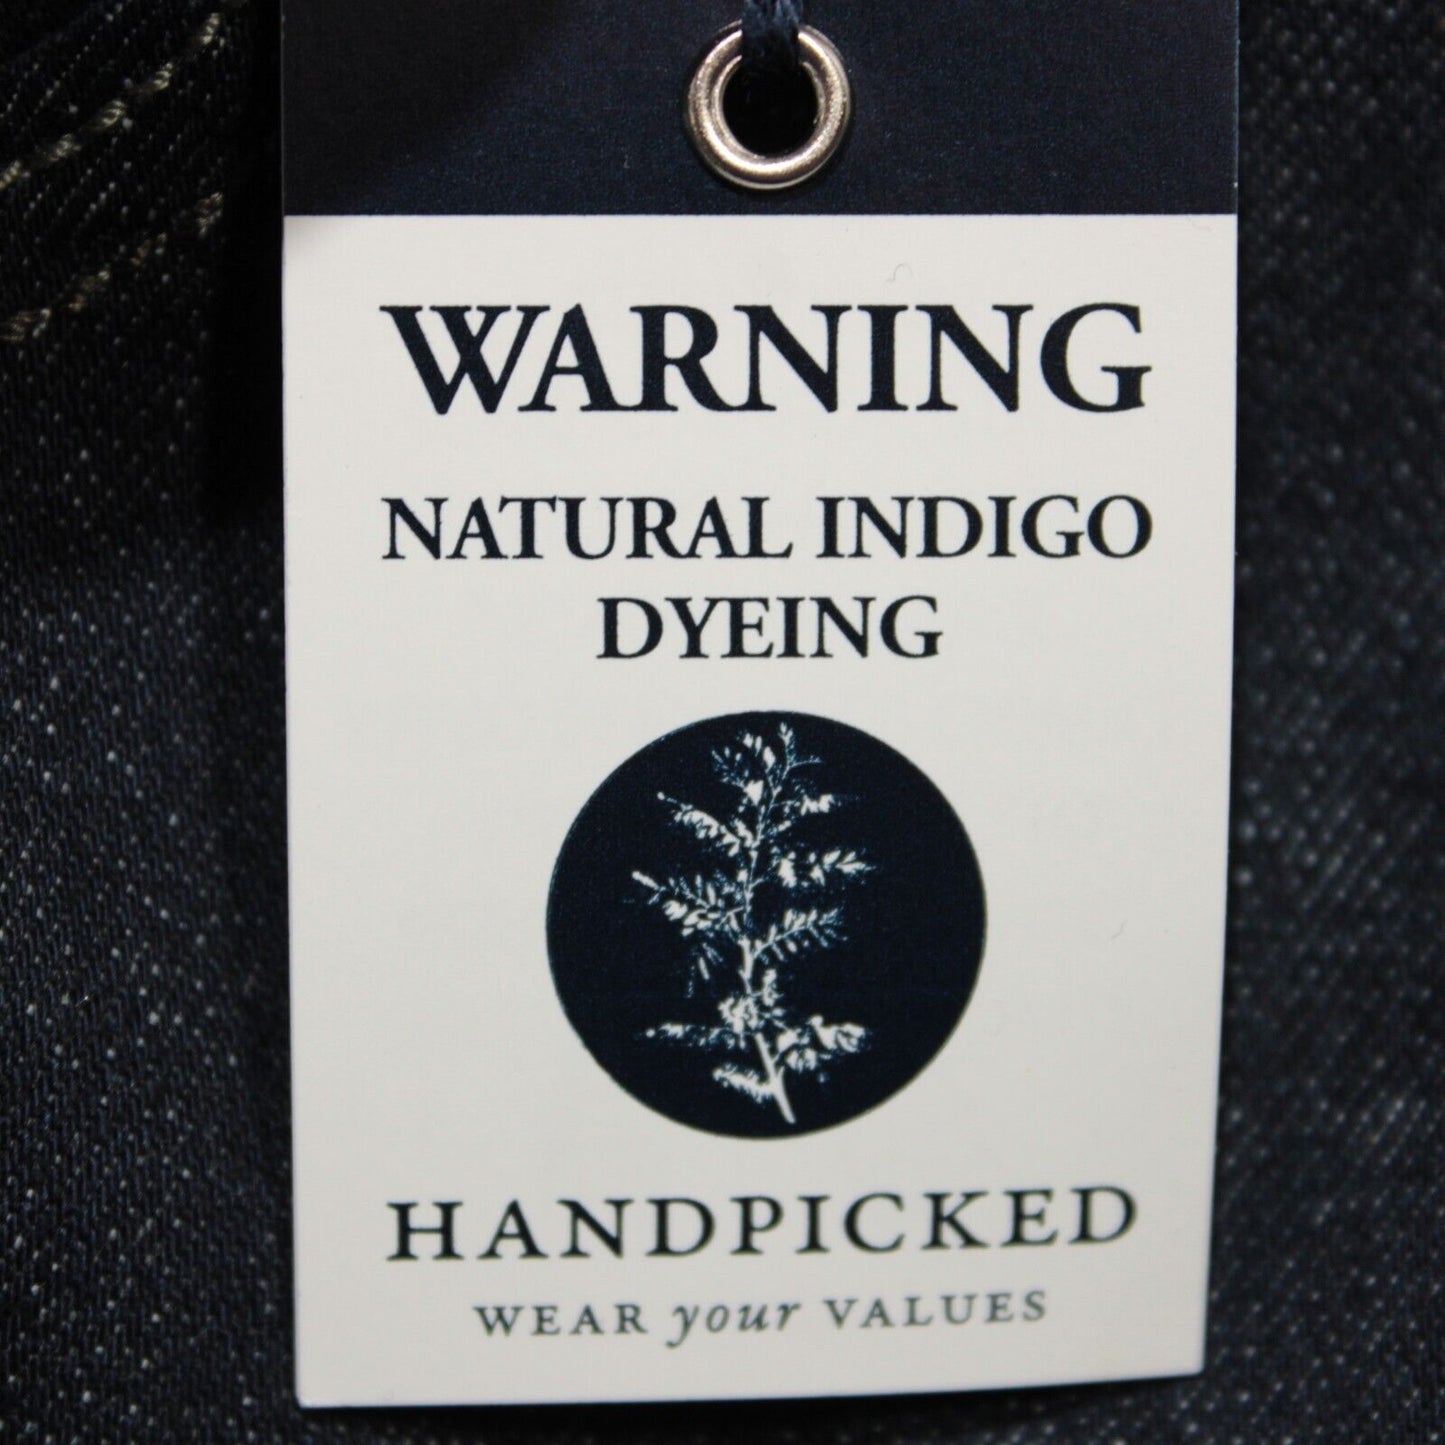 WARNING
NATURAL INDIGO
DYEING
HANDPICKED
WEAR your VALUES